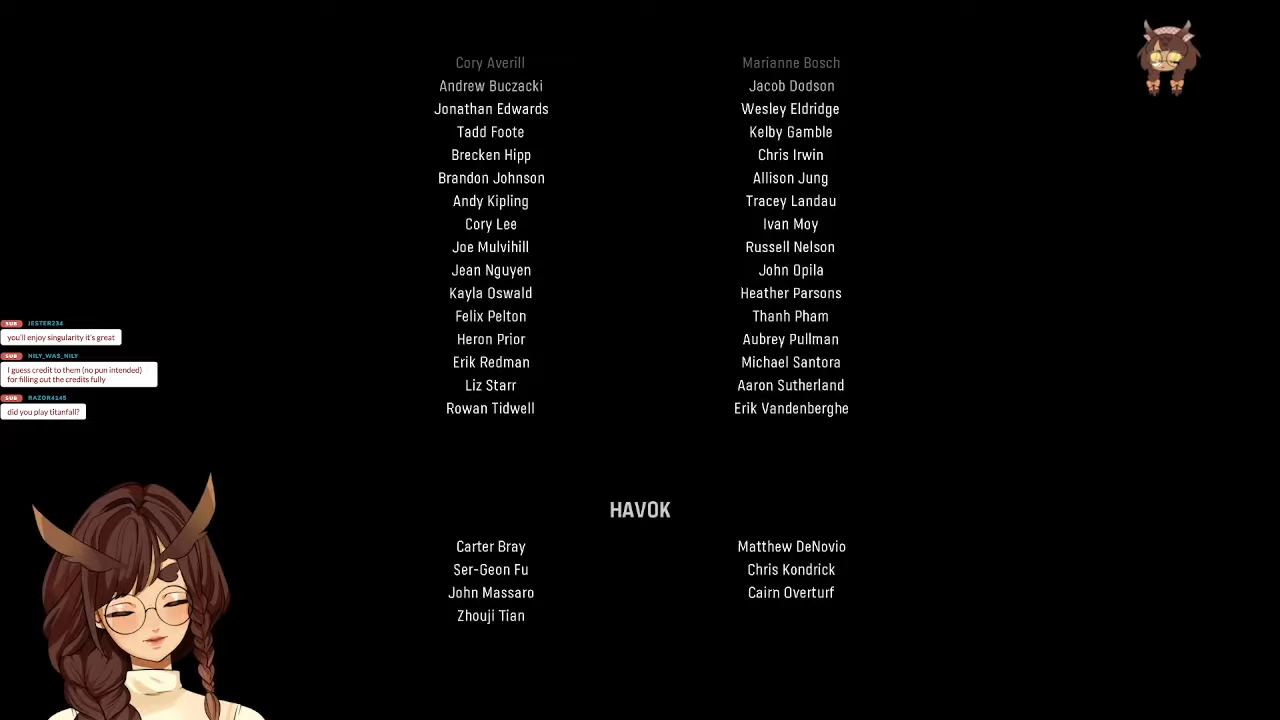 Cory Averill
Marianne Bosch
Andrew Buczacki
Jacob Dodson
Jonathan Edwards
Wesley Eldridge
Tadd Foote
Kelby Gamble
Brecken Hipp
Chris Irwin
Brandon Johnson
Allison Jung
Andy Kipling
Tracey Landau
Cory Lee
Ivan Moy
Joe Mulvihill
Russell Nelson
Jean Nguyen
John Opila
Kayla Oswald
Heather Parsons
Felix Pelton
Thanh Pham
Heron Prior
Aubrey Pullman
Erik Redman
Michael Santora
Liz Starr
Aaron Sutherland
Rowan Tidwell
Erik Vandenberghe
HAVOK
Carter Bray
Matthew DeNovio
Ser-Geon Fu
Chris Kondrick
John Massaro
Cairn Overturf
Zhouji Tian
SUB JESTER234
you'll enjoy singularity it's great
SUB NILY_WAS_NILY
I guess credit to them (no pun intended)
for filling out the credits fully
SUB RAZOR4145
did you play titanfall?